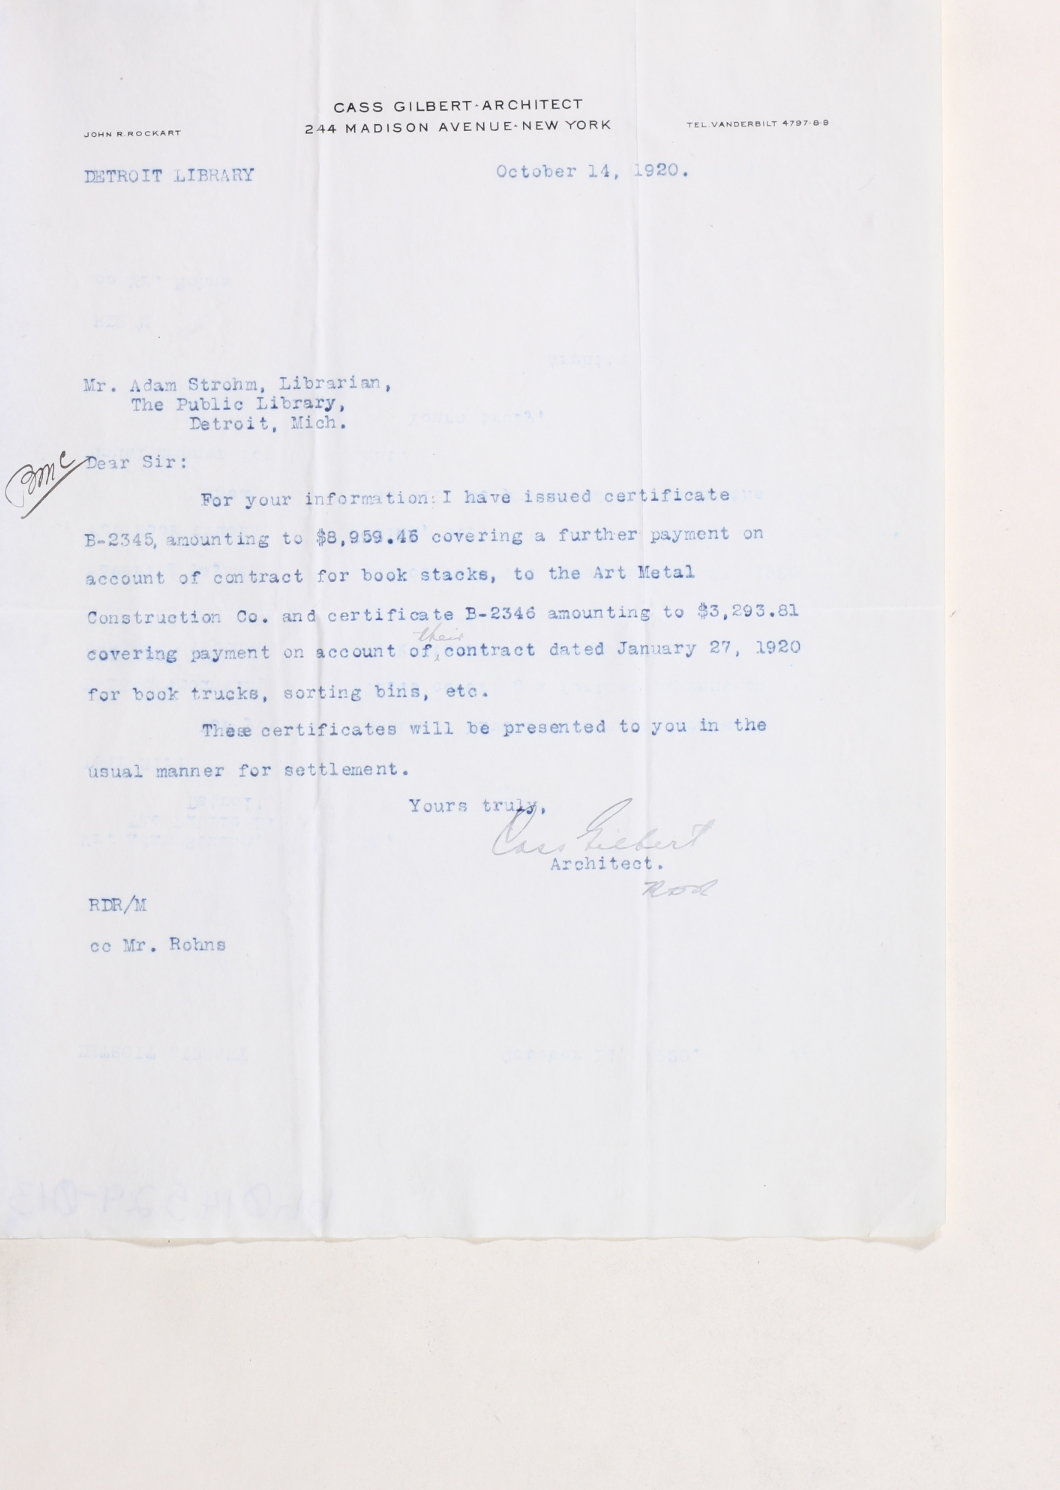 CASS GILBERT-ARCHITECT
244 MADISON AVENUE-NEW YORK
JOHN R. ROCKART
TEL. VANDERBILT 4797-8-9
DETROIT LIBRARY October 14, 1920.
Mr. Adam Strohm, Librarian,
The Public Library,
Detroit, Mich.
BMC
Dear Sir:
For your information: I have issued certificate
B-2345, amounting to $8,959.46 covering a further payment on
account of contract for book stacks, to the Art Metal
Construction Co. and certificate B-2346 amounting to $3,293.81
their
covering payment on account of contract dated January 27, 1920
for book trucks, sorting bins, etc.
These certificates will be presented to you in the
usual manner for settlement.
Yours truly,
Cass Gilbert
Architect.
RDR/M
cc Mr. Rohns